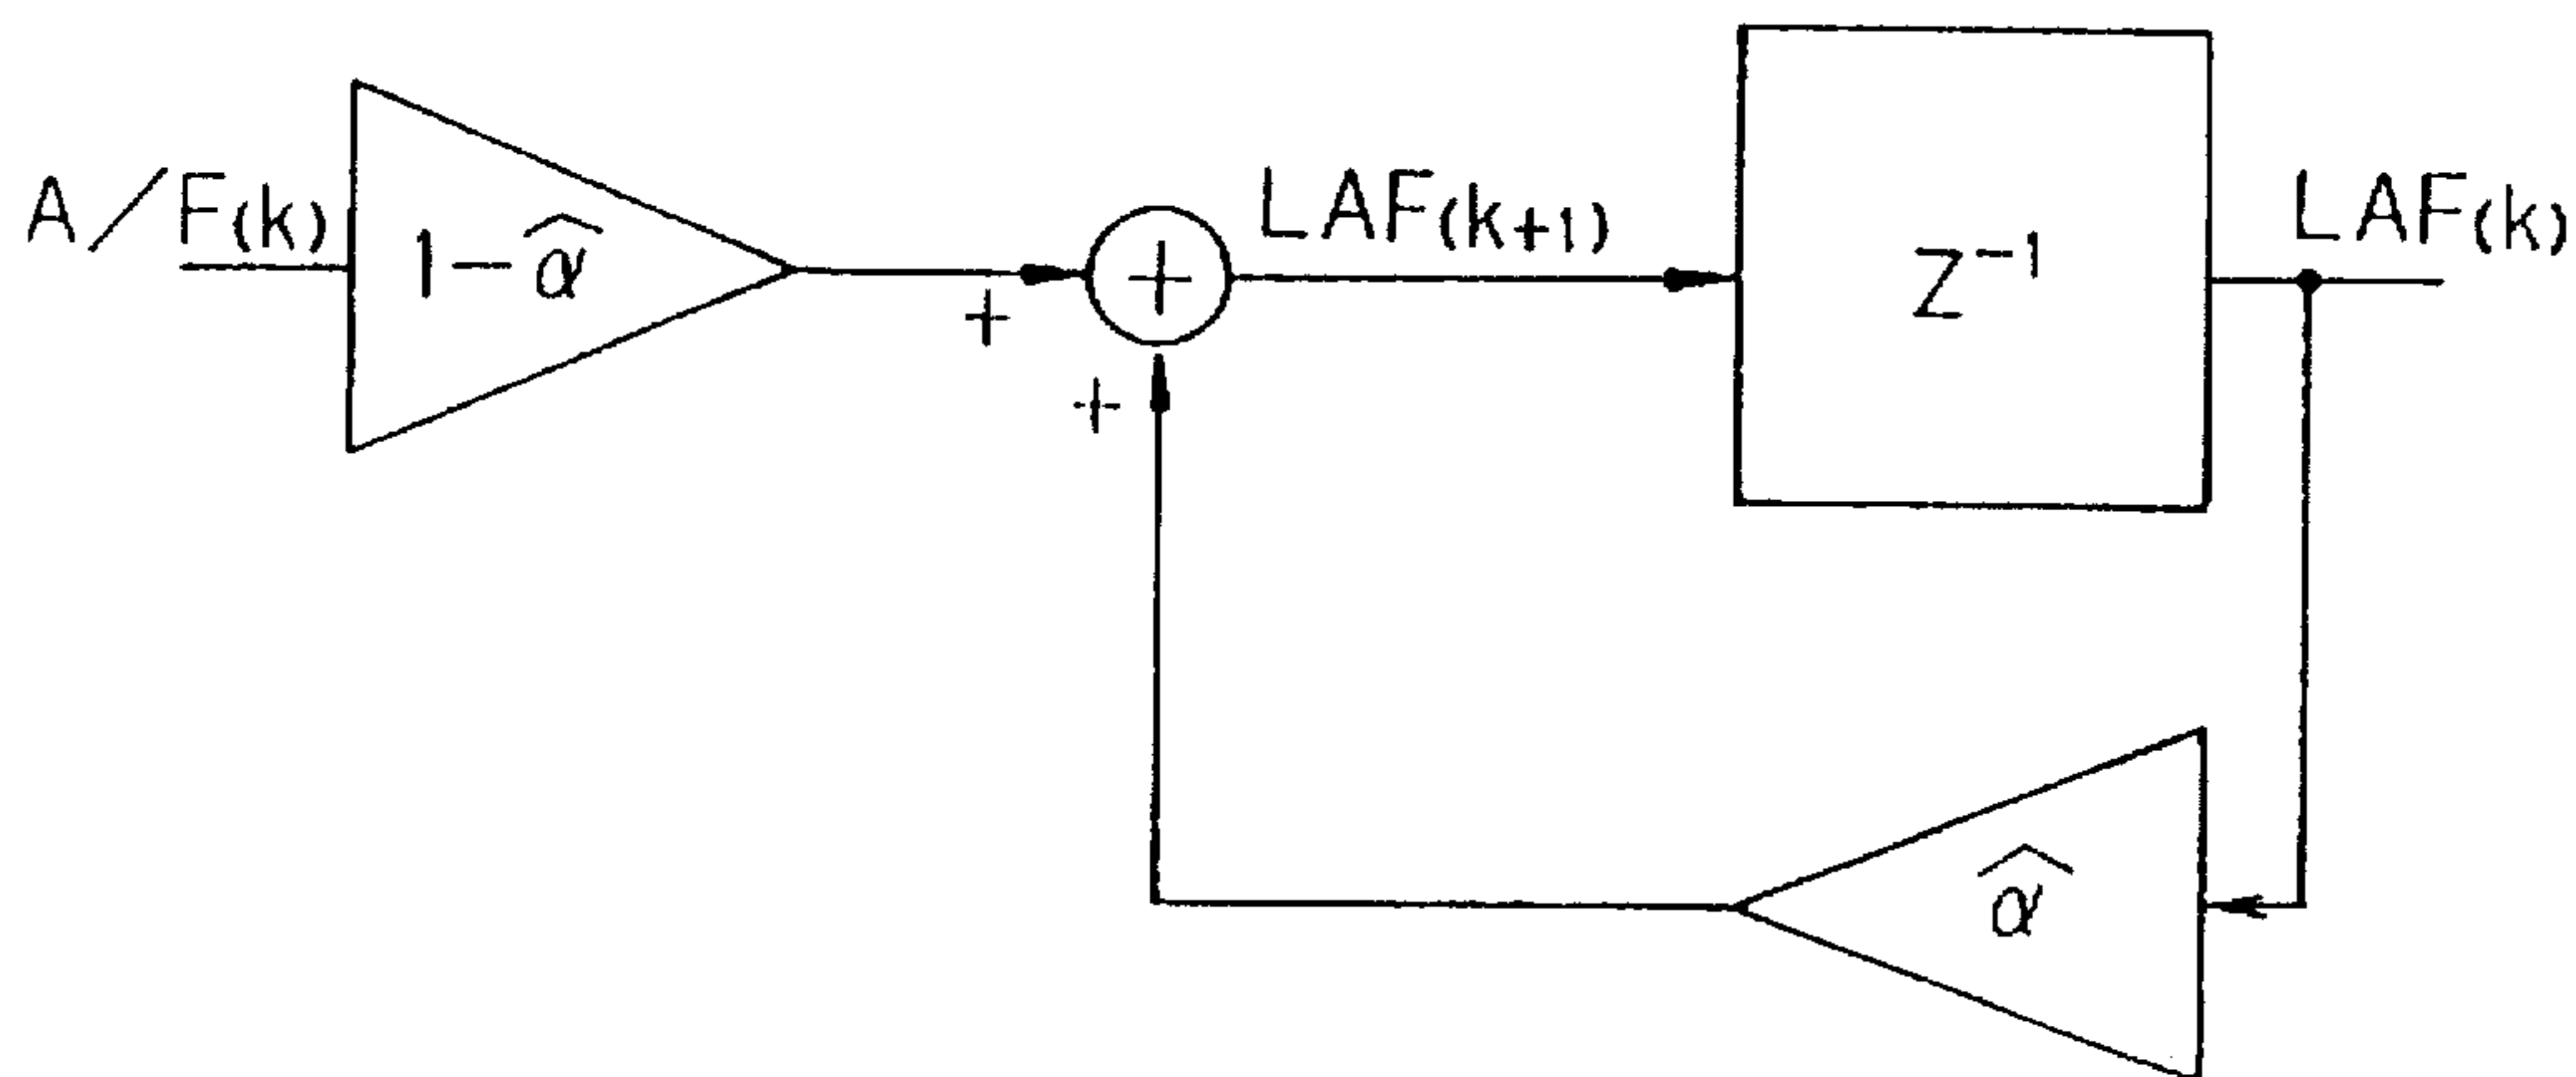 A/F(k)
1-α̂
+
+
+
LAF(k+1)
Z⁻¹
LAF(k)
α̂